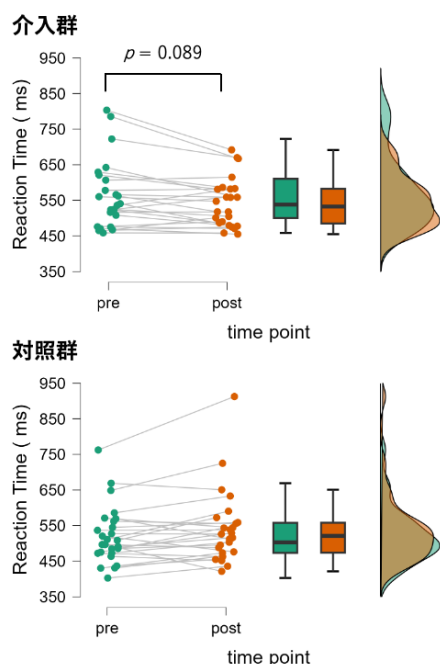 介入群
p = 0.089
950
850
750
650
550
450
350
Reaction Time ( ms)
pre
post
time point
対照群
950
850
750
650
550
450
350
Reaction Time ( ms)
pre
post
time point